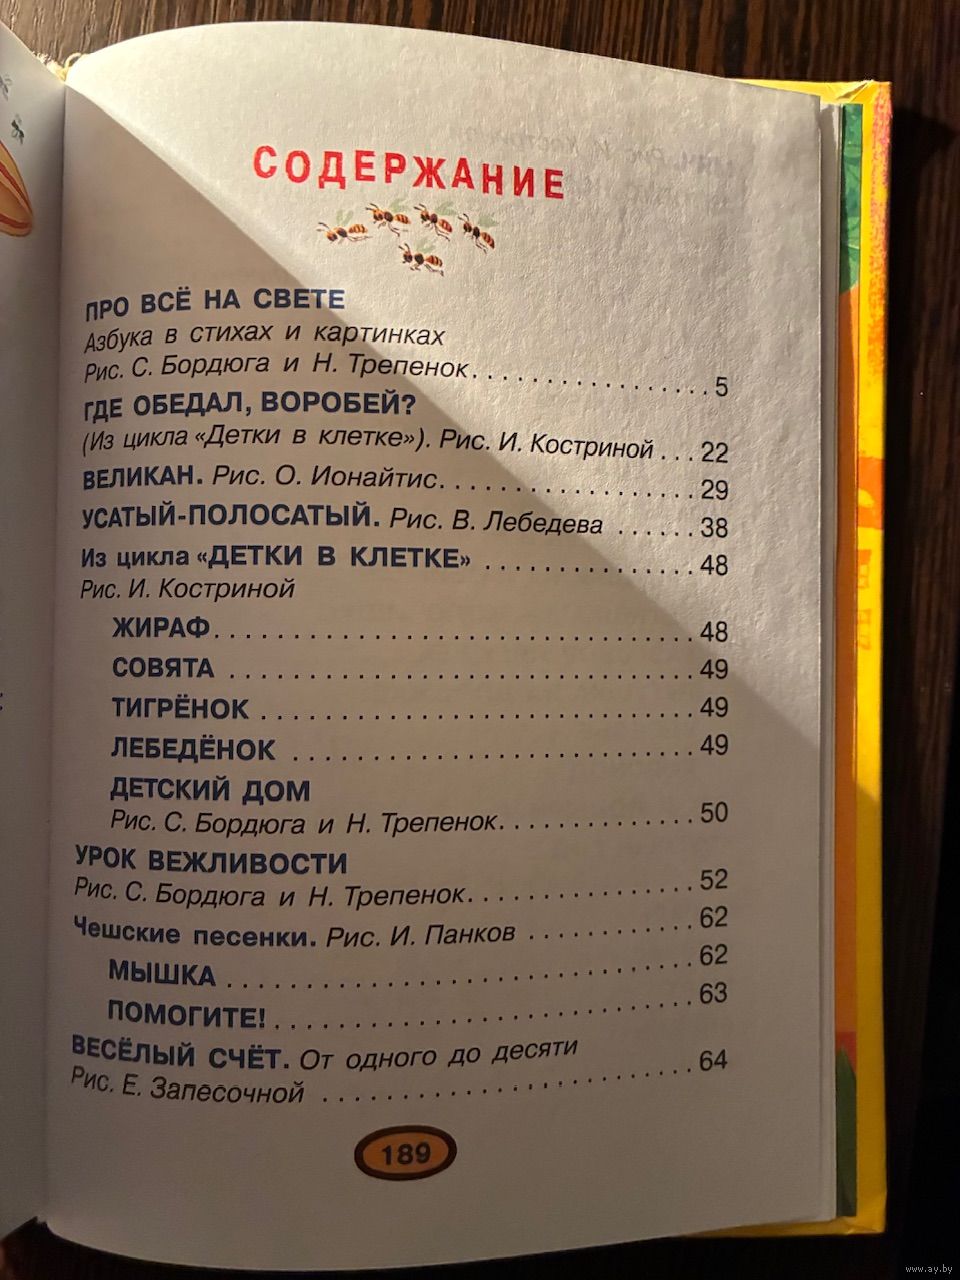 СОДЕРЖАНИЕ
ПРО ВСЁ НА СВЕТЕ
Азбука в стихах и картинках
Рис. С. Бордюга и Н. Трепенок. . . . . . . . . . . . . . . . . . 5
ГДЕ ОБЕДАЛ, ВОРОБЕЙ?
(Из цикла «Детки в клетке»). Рис. И. Костриной . . . 22
ВЕЛИКАН. Рис. О. Ионайтис. . . . . . . . . . . . . . . . . . . . 29
УСАТЫЙ-ПОЛОСАТЫЙ. Рис. В. Лебедева . . . . . . 38
Из цикла «ДЕТКИ В КЛЕТКЕ» . . . . . . . . . . . . . . . . 48
Рис. И. Костриной
ЖИРАФ. . . . . . . . . . . . . . . . . . . . . . . . . . . . . . . . . 48
СОВЯТА . . . . . . . . . . . . . . . . . . . . . . . . . . . . . . . . 49
ТИГРЁНОК . . . . . . . . . . . . . . . . . . . . . . . . . . . . . . 49
ЛЕБЕДЁНОК . . . . . . . . . . . . . . . . . . . . . . . . . . . . 49
ДЕТСКИЙ ДОМ
Рис. С. Бордюга и Н. Трепенок. . . . . . . . . . . . . . . . 50
УРОК ВЕЖЛИВОСТИ
Рис. С. Бордюга и Н. Трепенок. . . . . . . . . . . . . . . . . . 52
Чешские песенки. Рис. И. Панков . . . . . . . . . . . . . 62
МЫШКА . . . . . . . . . . . . . . . . . . . . . . . . . . . . . . . . 62
ПОМОГИТЕ! . . . . . . . . . . . . . . . . . . . . . . . . . . . . . 63
ВЕСЁЛЫЙ СЧЁТ. От одного до десяти
Рис. Е. Запесочной . . . . . . . . . . . . . . . . . . . . . . . . . . . . 64
189
www.ay.by